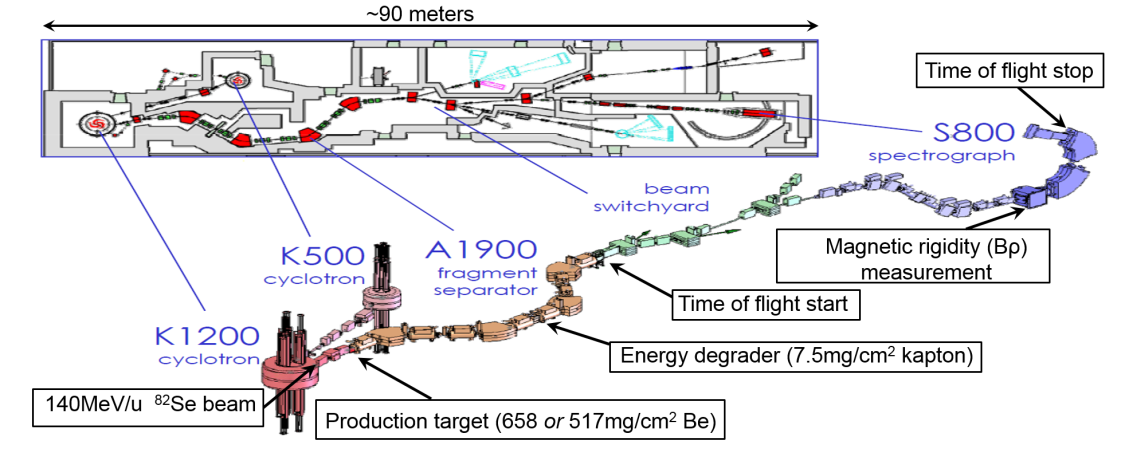 ~90 meters
Time of flight stop
S800
spectrograph
beam
switchyard
Magnetic rigidity (Bρ)
measurement
K500
cyclotron
A1900
fragment
separator
Time of flight start
K1200
cyclotron
Energy degrader (7.5mg/cm² kapton)
140MeV/u ⁸²Se beam
Production target (658 or 517mg/cm² Be)